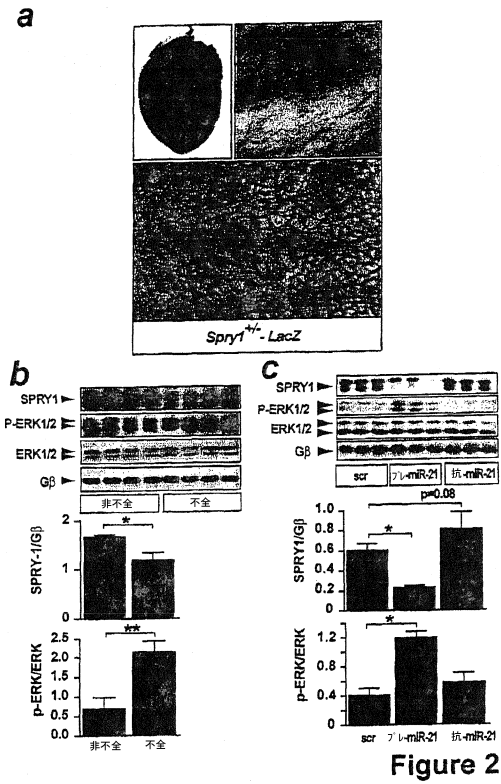 a
Spry1+/- - LacZ
b
SPRY1
P-ERK1/2
ERK1/2
Gβ
非不全 不全
SPRY-1/Gβ
2
1
0
*
p-ERK/ERK
2.5
2.0
1.5
1.0
0.5
0.0
**
非不全 不全
c
SPRY1
P-ERK1/2
ERK1/2
Gβ
scr プレ-miR-21 抗-miR-21
p=0.08
SPRY1/Gβ
1.0
0.8
0.6
0.4
0.2
0
*
p-ERK/ERK
1.2
0.8
0.4
*
scr プレ-miR-21 抗-miR-21
Figure 2